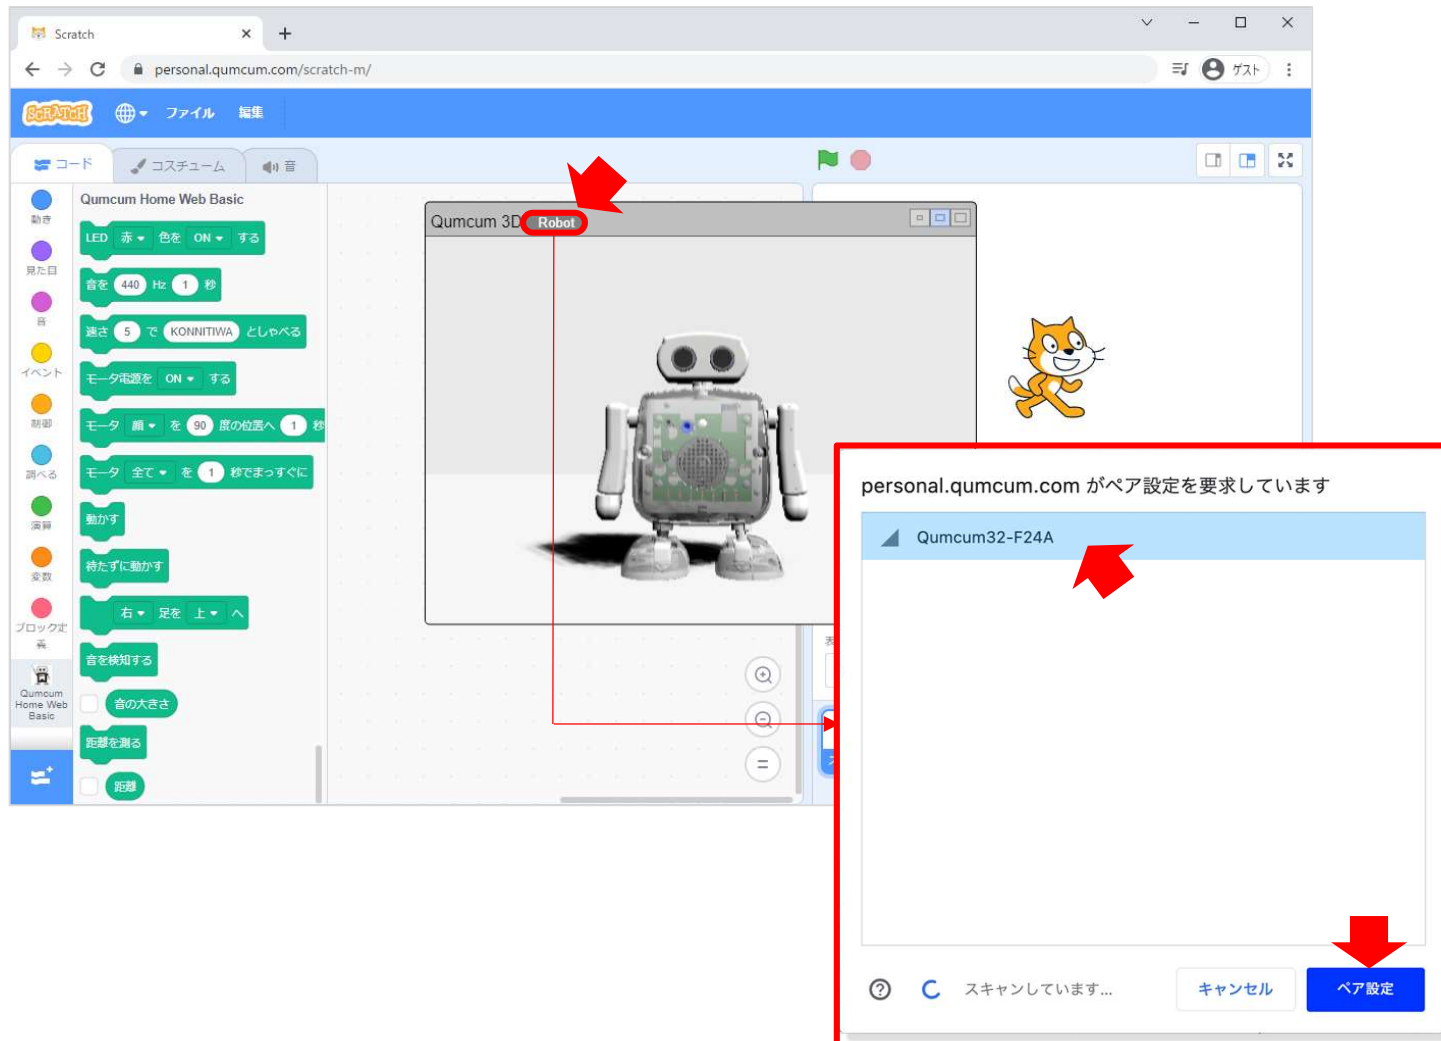 Scratch
personal.qumcum.com/scratch-m/
ゲスト
SCRATCH
ファイル 編集
コード コスチューム 音
動き
見た目
音
イベント
制御
調べる
演算
変数
ブロック定義
Qumcum Home Web Basic
Qumcum Home Web Basic
LED 赤 色を ON する
音を 440 Hz 1 秒
速さ 5 で KONNITIWA としゃべる
モータ電源を ON する
モータ 顔 を 90 度の位置へ 1 秒
モータ 全て を 1 秒でまっすぐに
動かす
待たずに動かす
右 足を 上 へ
音を検知する
音の大きさ
距離を測る
距離
Qumcum 3D Robot
personal.qumcum.com がペア設定を要求しています
Qumcum32-F24A
スキャンしています...
キャンセル ペア設定